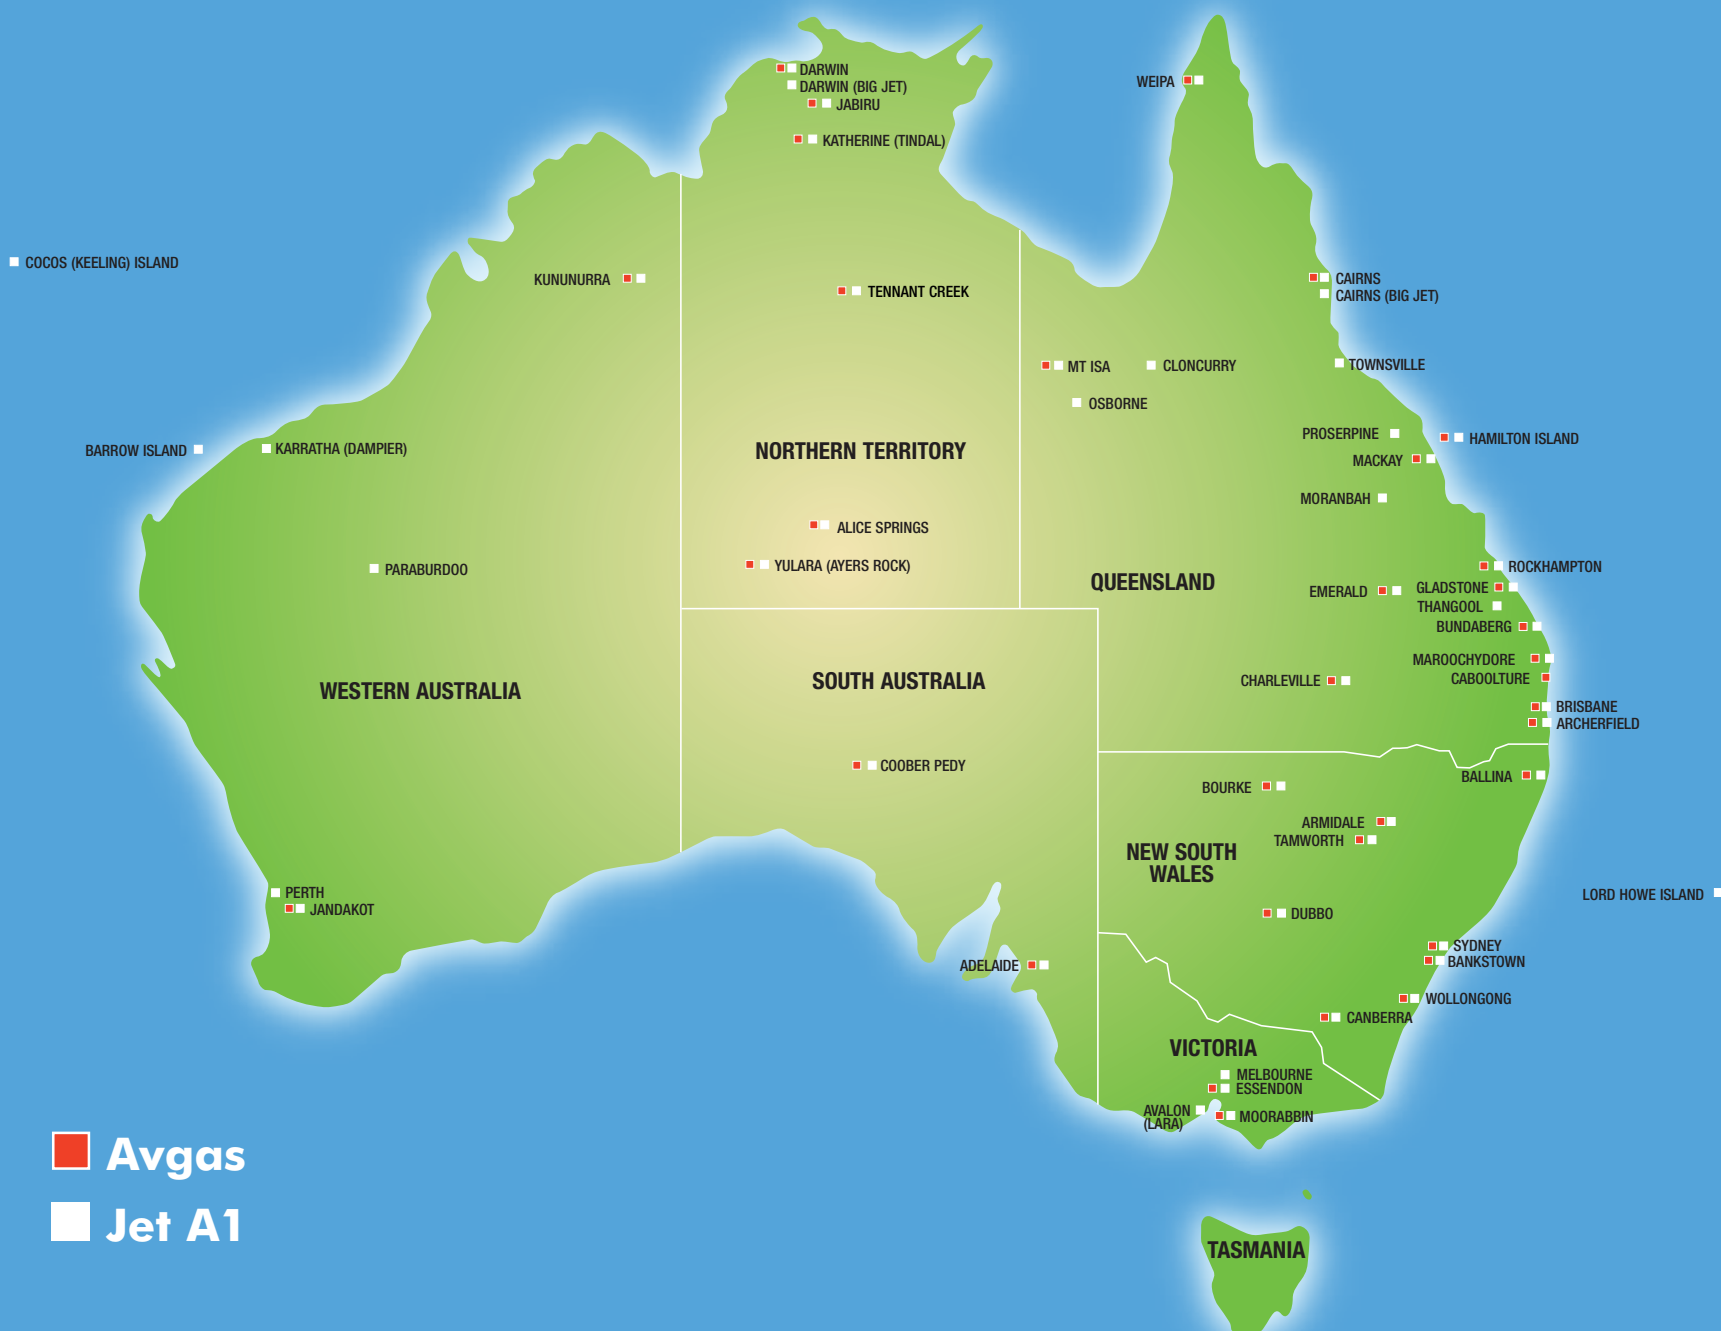 DARWIN
DARWIN (BIG JET)
JABIRU
WEIPA
KATHERINE (TINDAL)
COCOS (KEELING) ISLAND
KUNUNURRA
TENNANT CREEK
CAIRNS
CAIRNS (BIG JET)
MT ISA
CLONCURRY
TOWNSVILLE
OSBORNE
PROSERPINE
HAMILTON ISLAND
BARROW ISLAND
KARRATHA (DAMPIER)
NORTHERN TERRITORY
MACKAY
MORANBAH
ALICE SPRINGS
PARABURDOO
YULARA (AYERS ROCK)
QUEENSLAND
ROCKHAMPTON
EMERALD
GLADSTONE
THANGOOL
BUNDABERG
MAROOCHYDORE
WESTERN AUSTRALIA
SOUTH AUSTRALIA
CHARLEVILLE
CABOOLTURE
BRISBANE
ARCHERFIELD
COOBER PEDY
BALLINA
BOURKE
ARMIDALE
TAMWORTH
NEW SOUTH
WALES
PERTH
JANDAKOT
LORD HOWE ISLAND
DUBBO
SYDNEY
BANKSTOWN
ADELAIDE
WOLLONGONG
CANBERRA
VICTORIA
MELBOURNE
ESSENDON
AVALON
(LARA)
MOORABBIN
Avgas
Jet A1
TASMANIA